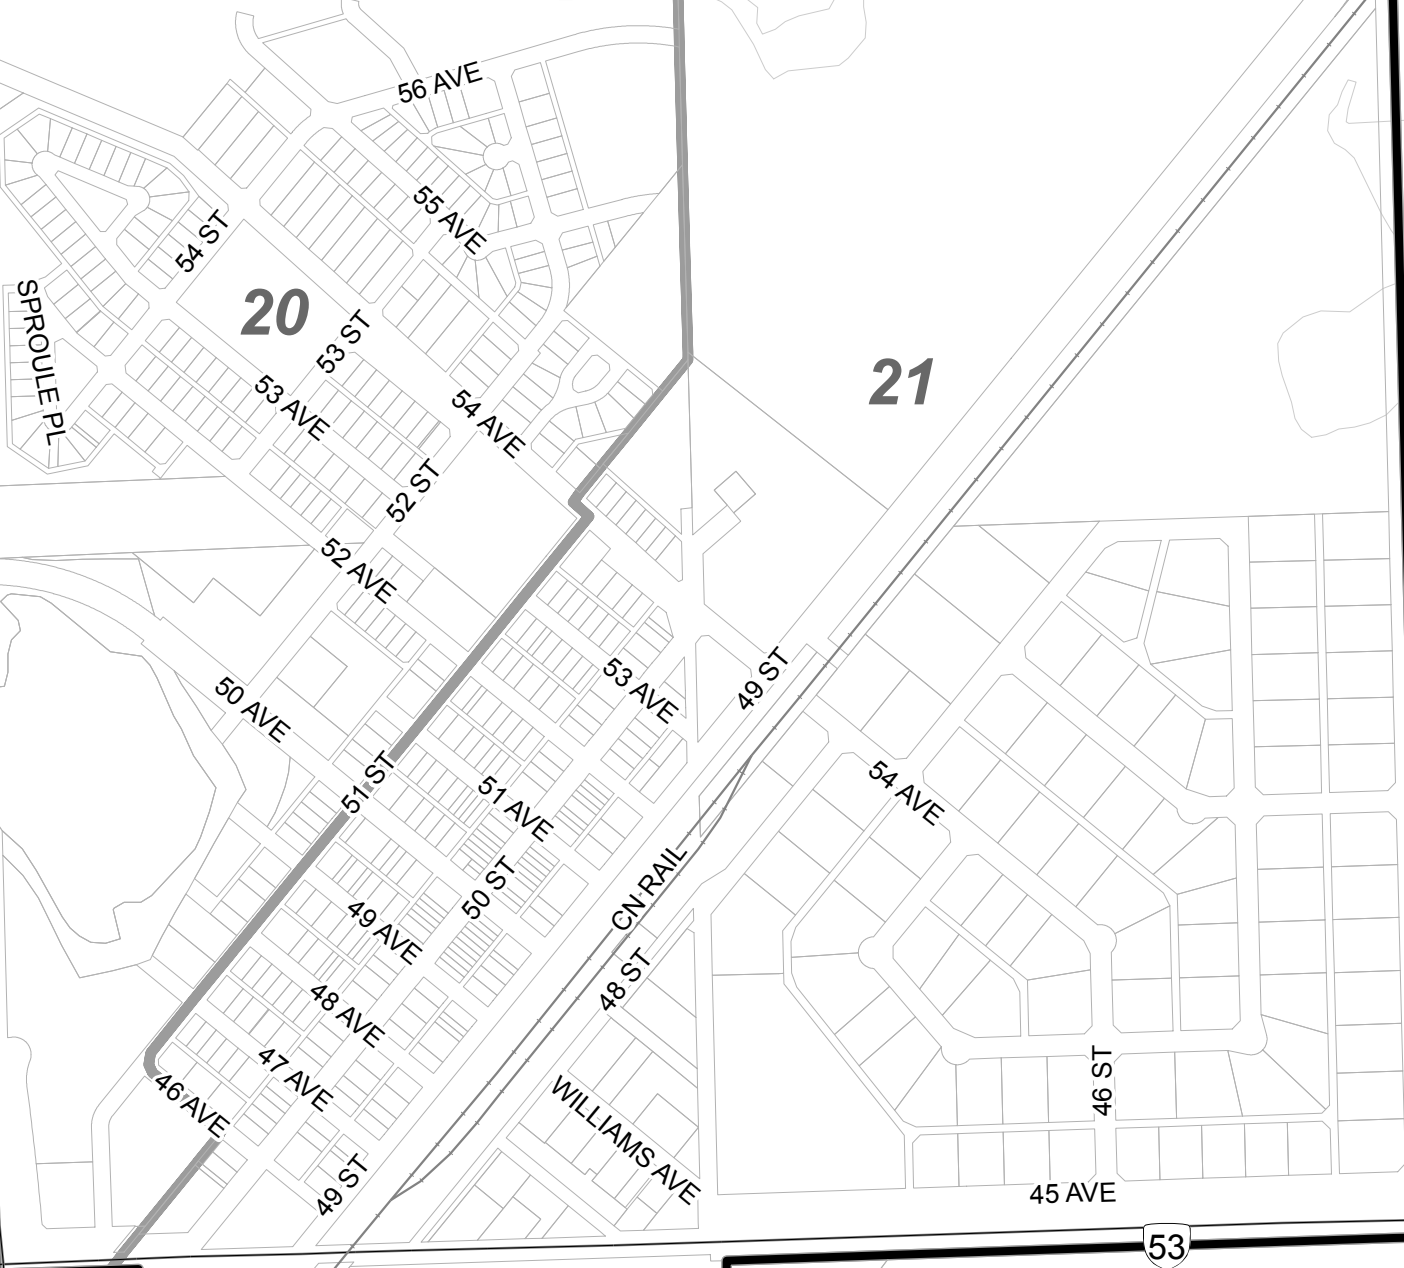 56 AVE
55 AVE
54 ST
20
SPROULE PL
53 ST
21
53 AVE
54 AVE
52 ST
52 AVE
53 AVE
49 ST
50 AVE
51 ST
54 AVE
51 AVE
50 ST
CN RAIL
49 AVE
48 ST
48 AVE
47 AVE
46 ST
46 AVE
WILLIAMS AVE
49 ST
45 AVE
53